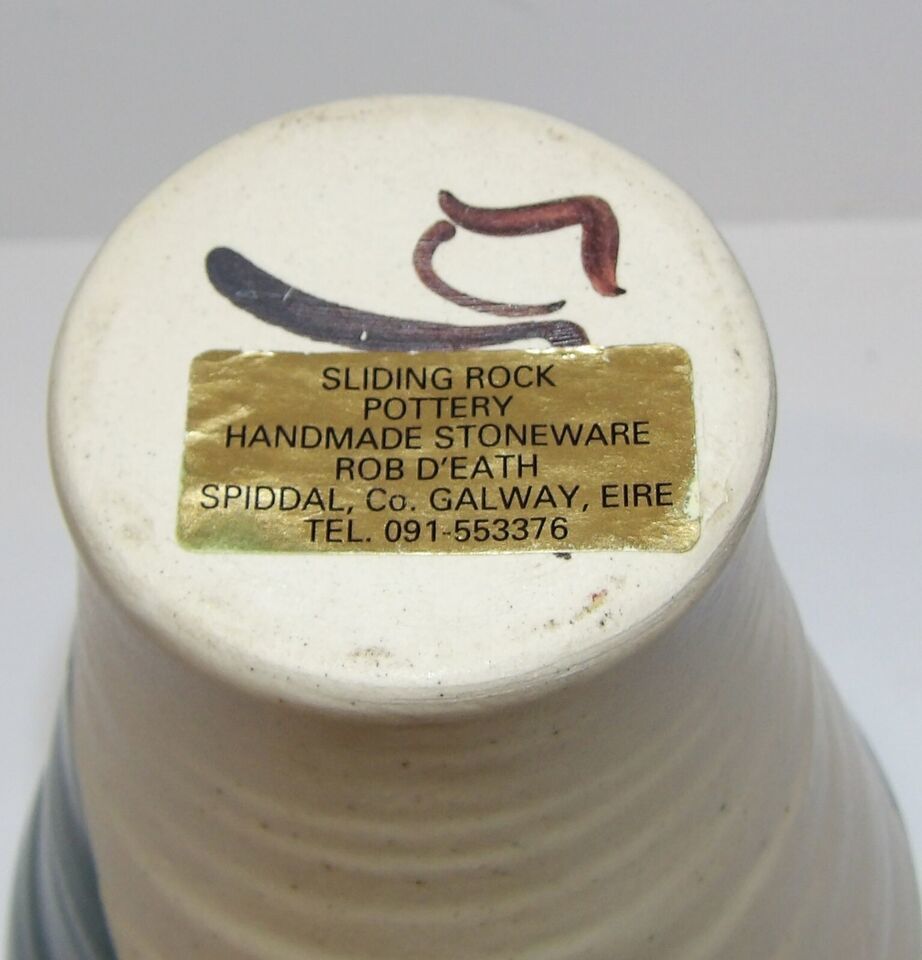 SLIDING ROCK
POTTERY
HANDMADE STONEWARE
ROB D'EATH
SPIDDAL, Co. GALWAY, EIRE
TEL. 091-553376